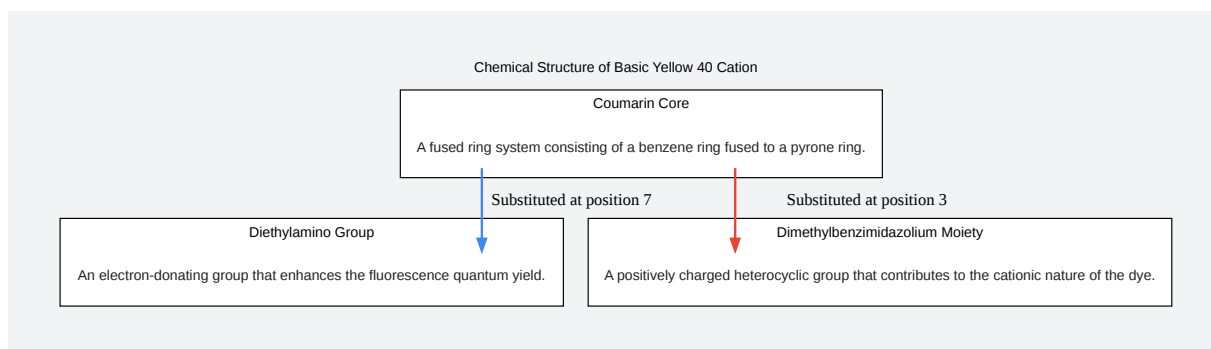 Chemical Structure of Basic Yellow 40 Cation
Coumarin Core
A fused ring system consisting of a benzene ring fused to a pyrone ring.
Substituted at position 7
Substituted at position 3
Diethylamino Group
An electron-donating group that enhances the fluorescence quantum yield.
Dimethylbenzimidazolium Moiety
A positively charged heterocyclic group that contributes to the cationic nature of the dye.